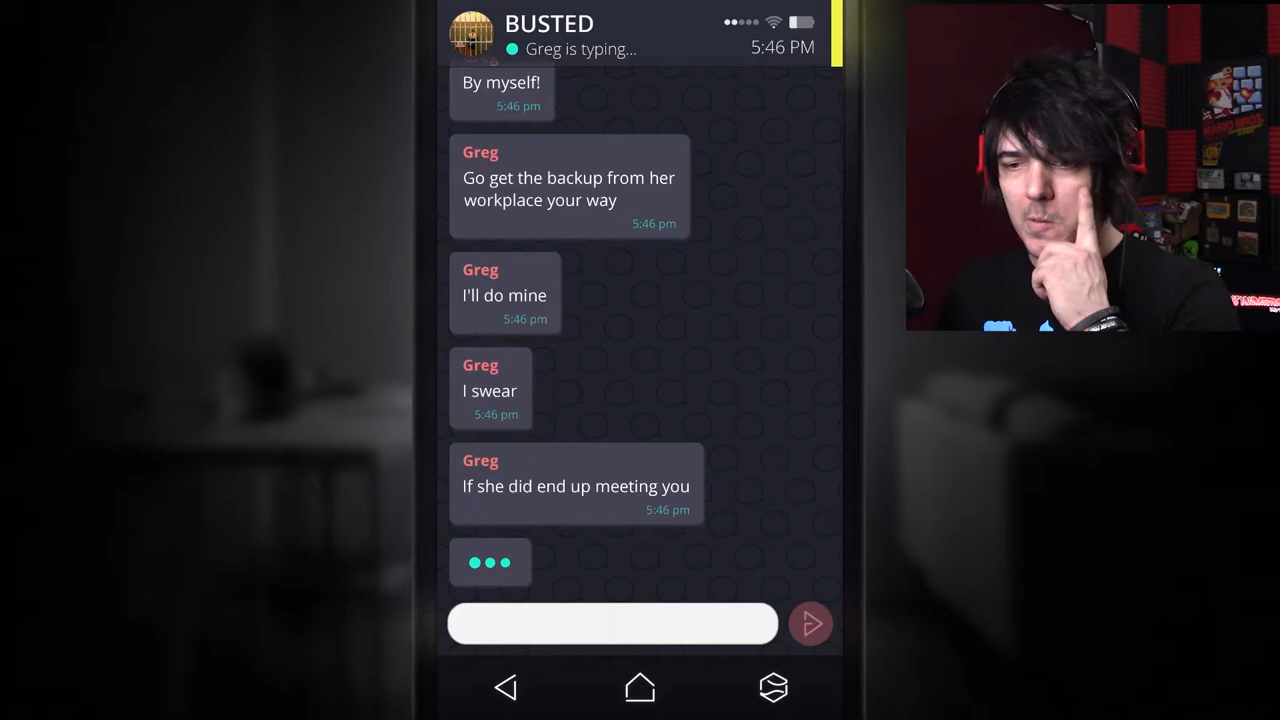 BUSTED
Greg is typing...
5:46 PM
By myself!
5:46 pm
Greg
Go get the backup from her
workplace your way
5:46 pm
Greg
I'll do mine
5:46 pm
Greg
I swear
5:46 pm
Greg
If she did end up meeting you
5:46 pm
MARIO BROS.